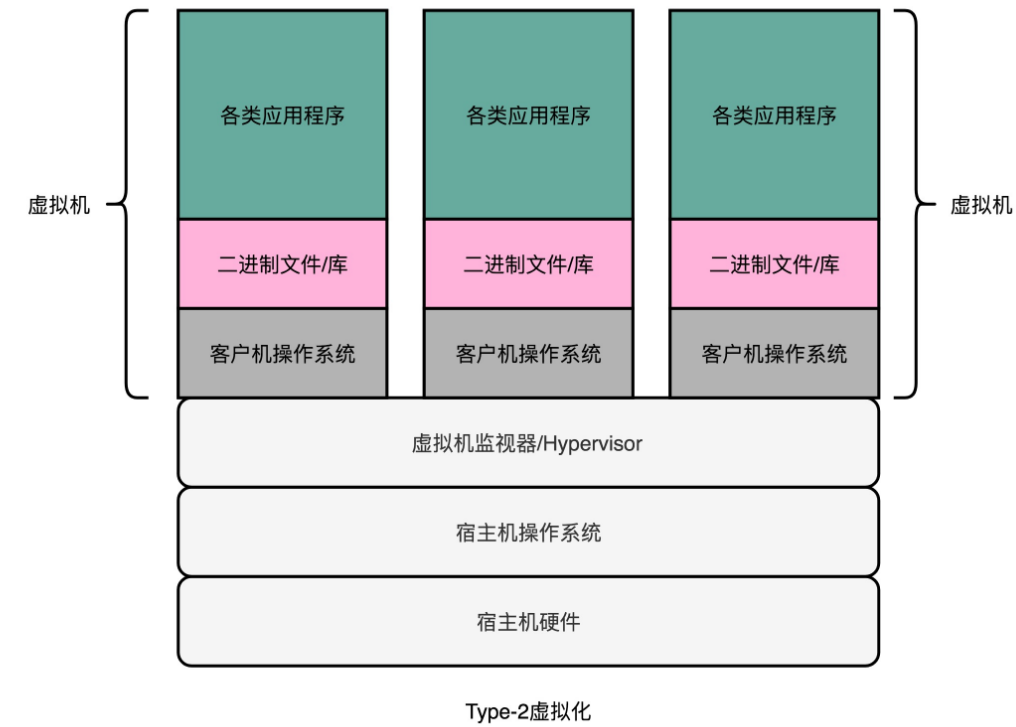 各类应用程序
各类应用程序
各类应用程序
虚拟机
虚拟机
二进制文件/库
二进制文件/库
二进制文件/库
客户机操作系统
客户机操作系统
客户机操作系统
虚拟机监视器/Hypervisor
宿主机操作系统
宿主机硬件
Type-2虚拟化